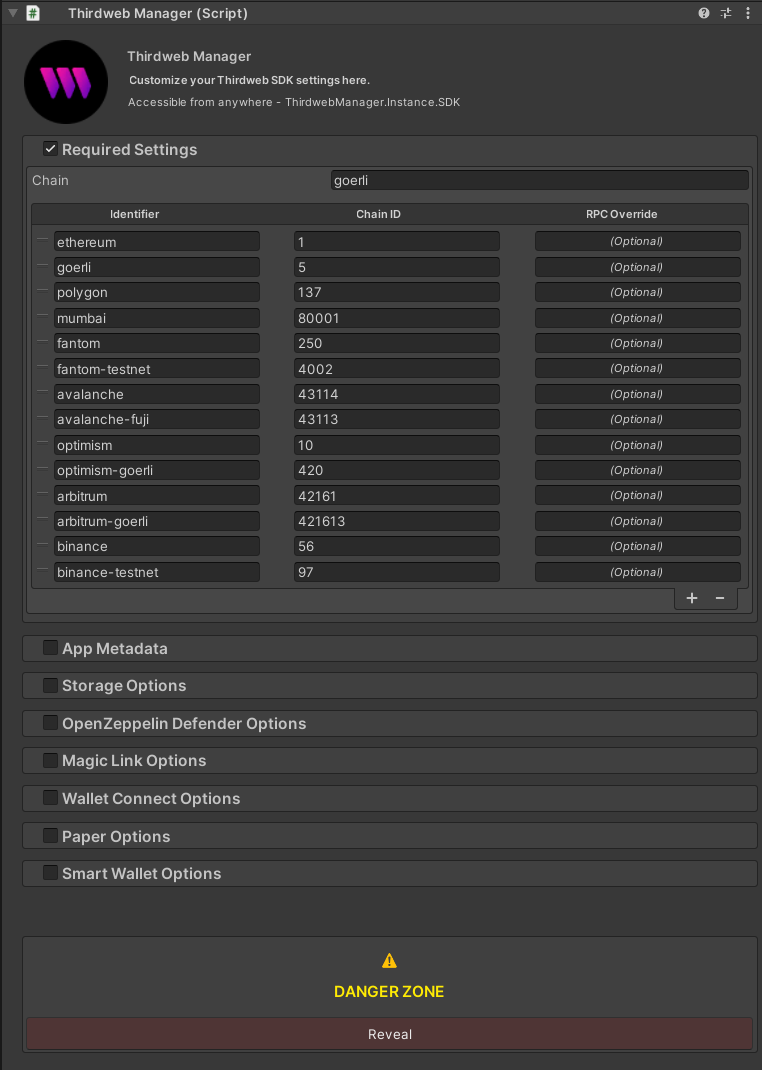 Thirdweb Manager (Script)
Thirdweb Manager
Customize your Thirdweb SDK settings here.
Accessible from anywhere - ThirdwebManager.Instance.SDK
Required Settings
Chain goerli
Identifier Chain ID RPC Override
ethereum 1 (Optional)
goerli 5 (Optional)
polygon 137 (Optional)
mumbai 80001 (Optional)
fantom 250 (Optional)
fantom-testnet 4002 (Optional)
avalanche 43114 (Optional)
avalanche-fuji 43113 (Optional)
optimism 10 (Optional)
optimism-goerli 420 (Optional)
arbitrum 42161 (Optional)
arbitrum-goerli 421613 (Optional)
binance 56 (Optional)
binance-testnet 97 (Optional)
+ −
App Metadata
Storage Options
OpenZeppelin Defender Options
Magic Link Options
Wallet Connect Options
Paper Options
Smart Wallet Options
DANGER ZONE
Reveal